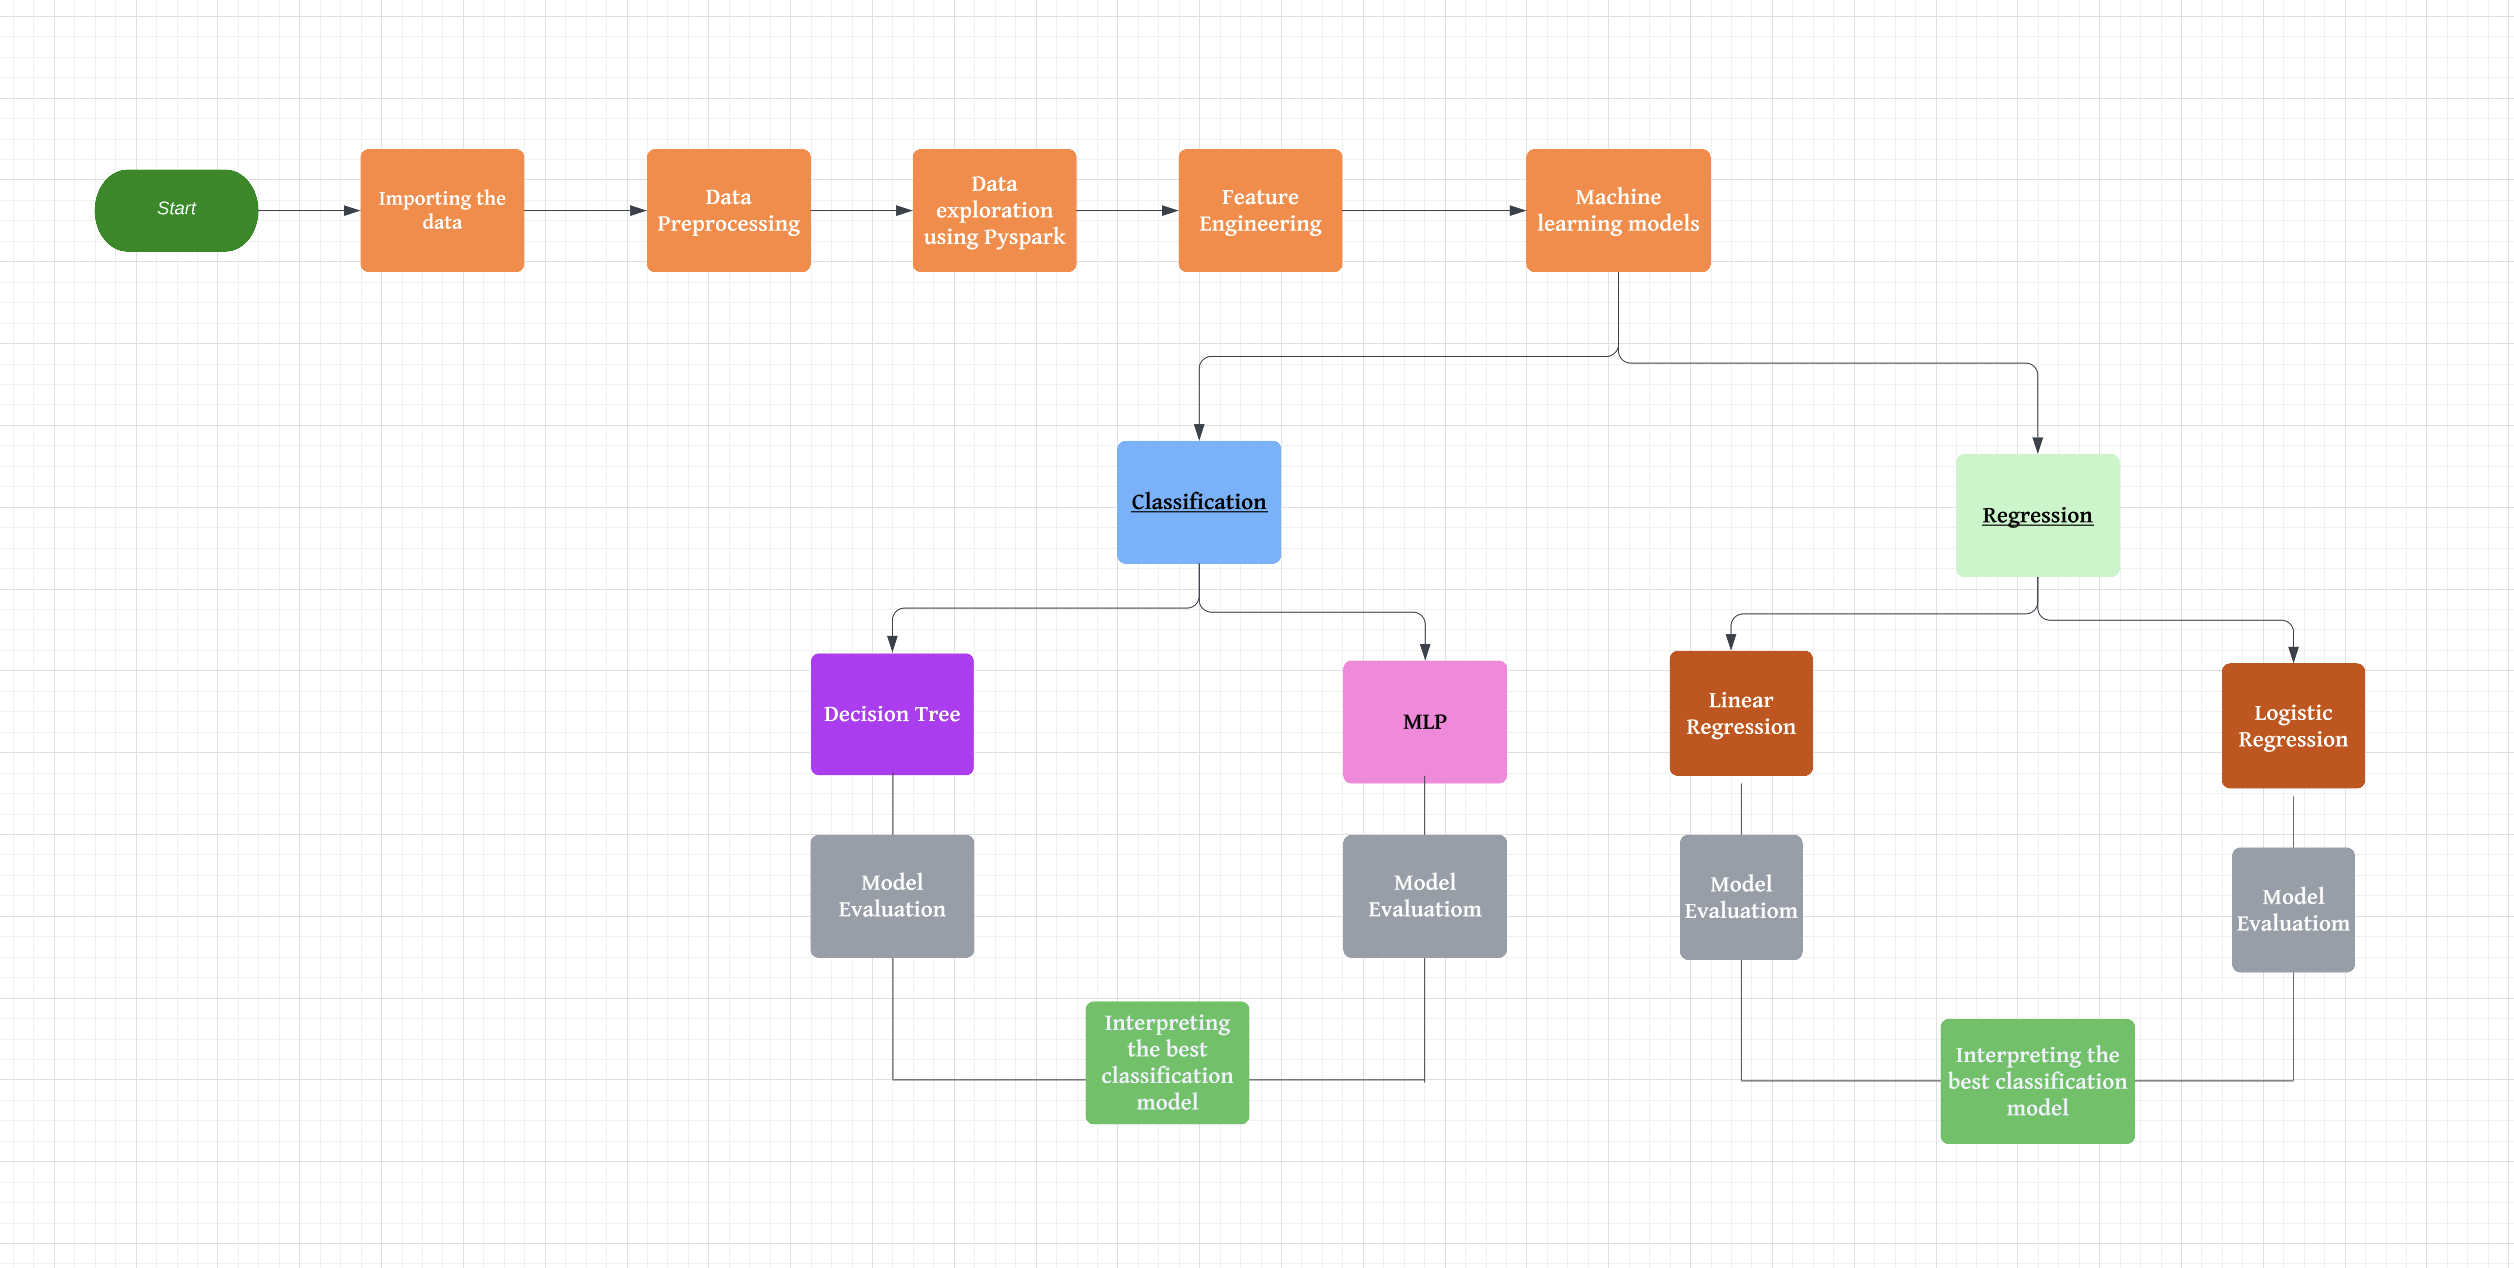 Start
Importing the
data
Data
Preprocessing
Data
exploration
using Pyspark
Feature
Engineering
Machine
learning models
Classification
Regression
Decision Tree
MLP
Linear
Regression
Logistic
Regression
Model
Evaluation
Model
Evaluatiom
Model
Evaluatiom
Model
Evaluatiom
Interpreting
the best
classification
model
Interpreting the
best classification
model